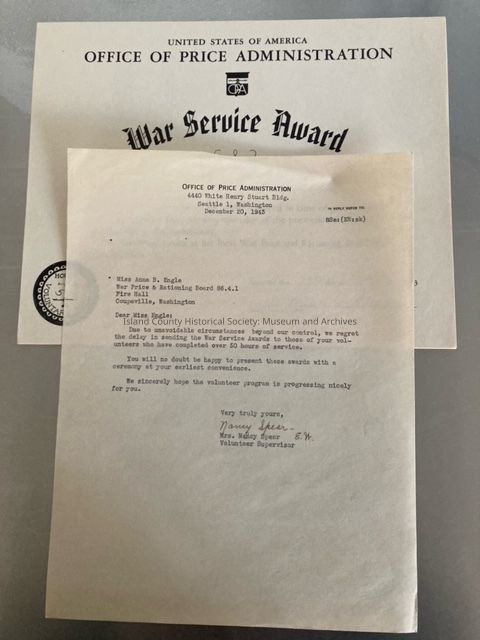 UNITED STATES OF AMERICA
OFFICE OF PRICE ADMINISTRATION
OPA
War Service Award
OFFICE OF PRICE ADMINISTRATION
4440 White Henry Stuart Bldg.
Seattle 1, Washington
December 20, 1943
IN REPLY REFER TO:
Miss Anna B. Engle
War Price & Rationing Board 86.4.1
Fire Hall
Coupeville, Washington
Dear Miss Engle:
Island County Historical Society: Museum and Archives
Due to unavoidable circumstances beyond our control, we regret
the delay in sending the War Service Awards to those of your vol-
unteers who have completed over 50 hours of service.
You will no doubt be happy to present these awards with a
ceremony at your earliest convenience.
We sincerely hope the volunteer program is progressing nicely
for you.
Very truly yours,
Nancy Spear
Mrs. Nancy Spear E.H.
Volunteer Supervisor